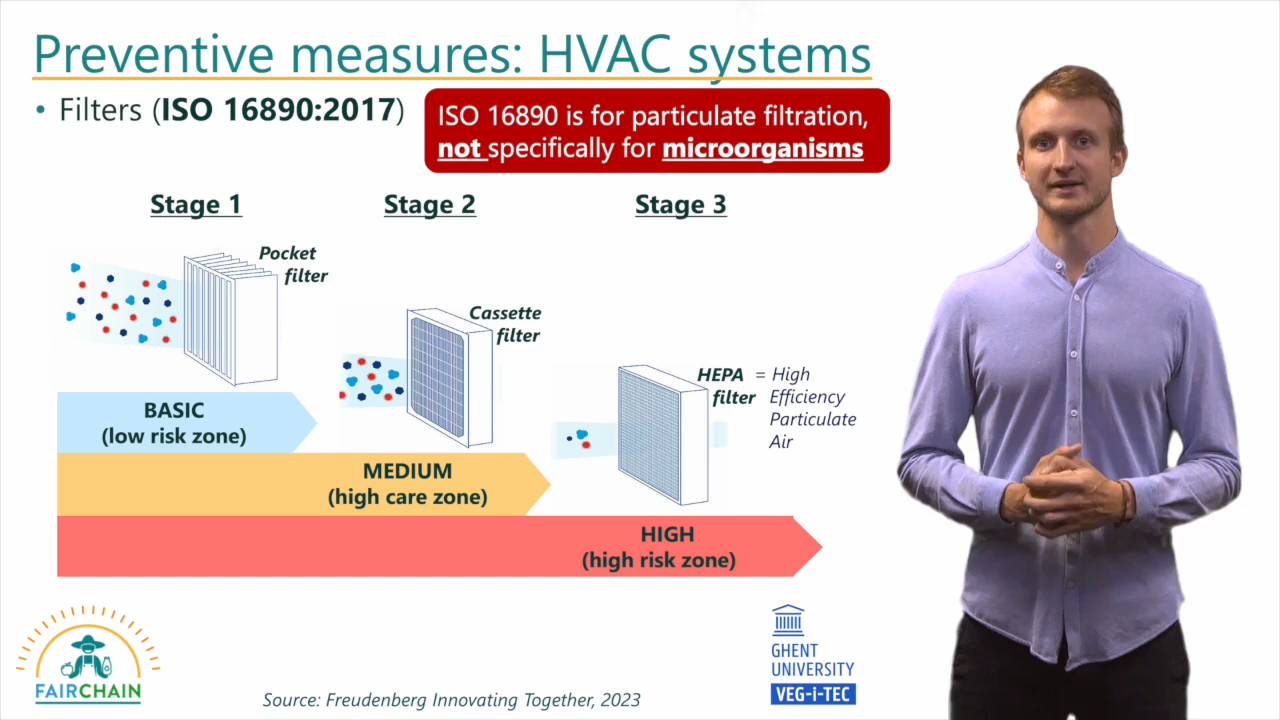 Preventive measures: HVAC systems
• Filters (ISO 16890:2017)
ISO 16890 is for particulate filtration,
not specifically for microorganisms
Stage 1
Stage 2
Stage 3
Pocket
filter
Cassette
filter
HEPA = High
filter Efficiency
Particulate
Air
BASIC
(low risk zone)
MEDIUM
(high care zone)
HIGH
(high risk zone)
FAIRCHAIN
GHENT
UNIVERSITY
VEG-i-TEC
Source: Freudenberg Innovating Together, 2023